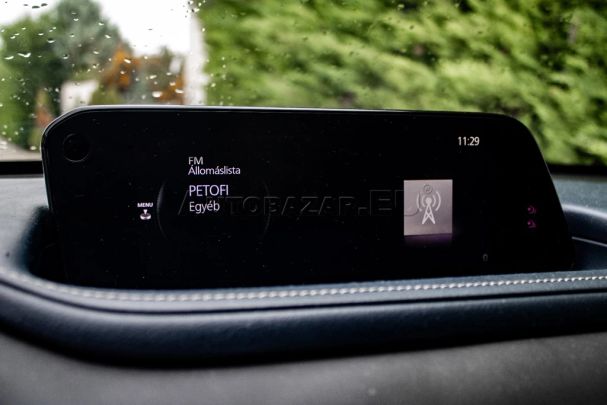 11:29
FM
Állomáslista
PETOFI
Egyéb
MENU
AUTOBAZAR.EU